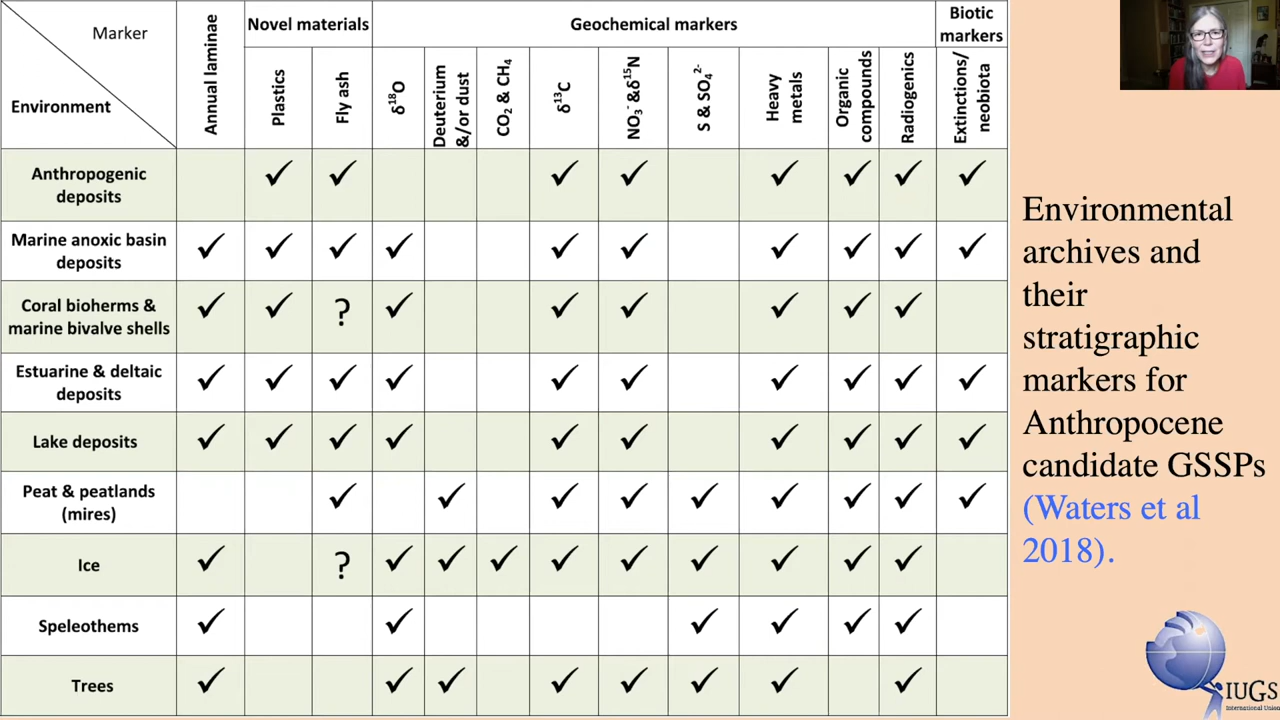 Marker
Environment
Annual laminae
Novel materials
Geochemical markers
Biotic
markers
Plastics
Fly ash
δ¹⁸O
Deuterium
&/or dust
CO₂ & CH₄
δ¹³C
NO₃⁻ &δ¹⁵N
S & SO₄²⁻
Heavy
metals
Organic
compounds
Radiogenics
Extinctions/
neobiota
Anthropogenic
deposits
✓ ✓ ✓ ✓ ✓ ✓ ✓ ✓
Marine anoxic basin
deposits
✓ ✓ ✓ ✓ ✓ ✓ ✓ ✓ ✓ ✓
Coral bioherms &
marine bivalve shells
✓ ✓ ? ✓ ✓ ✓ ✓ ✓ ✓
Estuarine & deltaic
deposits
✓ ✓ ✓ ✓ ✓ ✓ ✓ ✓ ✓ ✓
Lake deposits
✓ ✓ ✓ ✓ ✓ ✓ ✓ ✓ ✓ ✓
Peat & peatlands
(mires)
✓ ✓ ✓ ✓ ✓ ✓ ✓ ✓ ✓
Ice
✓ ? ✓ ✓ ✓ ✓ ✓ ✓ ✓ ✓ ✓
Speleothems
✓ ✓ ✓ ✓ ✓ ✓
Trees
✓ ✓ ✓ ✓ ✓ ✓ ✓ ✓
Environmental
archives and
their
stratigraphic
markers for
Anthropocene
candidate GSSPs
(Waters et al
2018).
IUGS
International Union